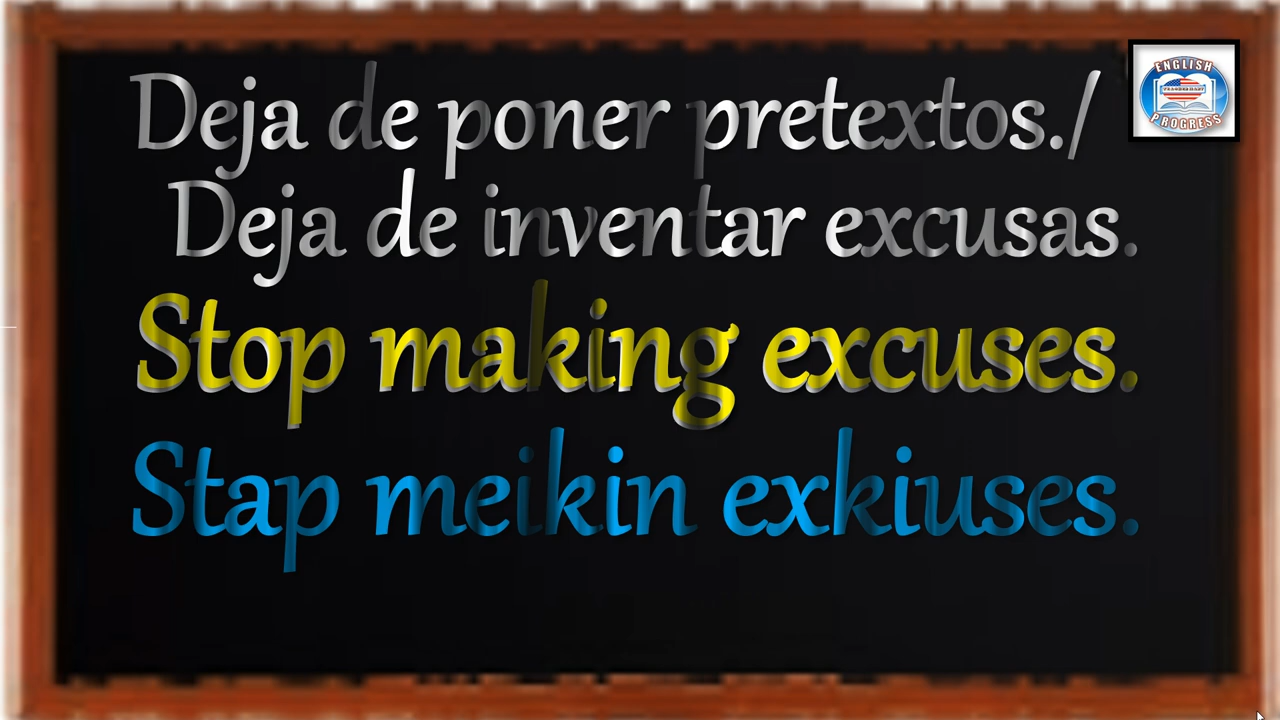 Deja de poner pretextos./
Deja de inventar excusas.
Stop making excuses.
Stap meikin exkiuses.
ENGLISH
PROGRESS